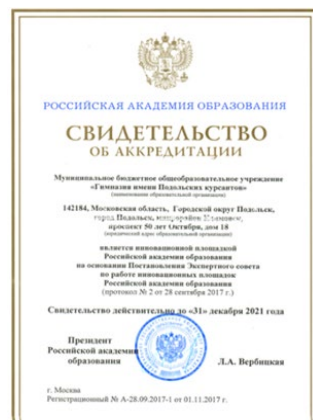 РОССИЙСКАЯ АКАДЕМИЯ ОБРАЗОВАНИЯ
СВИДЕТЕЛЬСТВО
ОБ АККРЕДИТАЦИИ
Муниципальное бюджетное общеобразовательное учреждение
«Гимназия имени Подольских курсантов»
(наименование образовательной организации)
142184, Московская область, Городской округ Подольск,
город Подольск, микрорайон Климовск,
проспект 50 лет Октября, дом 18
(юридический адрес образовательной организации)
является инновационной площадкой
Российской академии образования
на основании Постановления Экспертного совета
по работе инновационных площадок
Российской академии образования
(протокол № 2 от 28 сентября 2017 г.)
Свидетельство действительно до «31» декабря 2021 года
Президент
Российской академии
образования
Л.А. Вербицкая
г. Москва
Регистрационный № А-28.09.2017-1 от 01.11.2017 г.